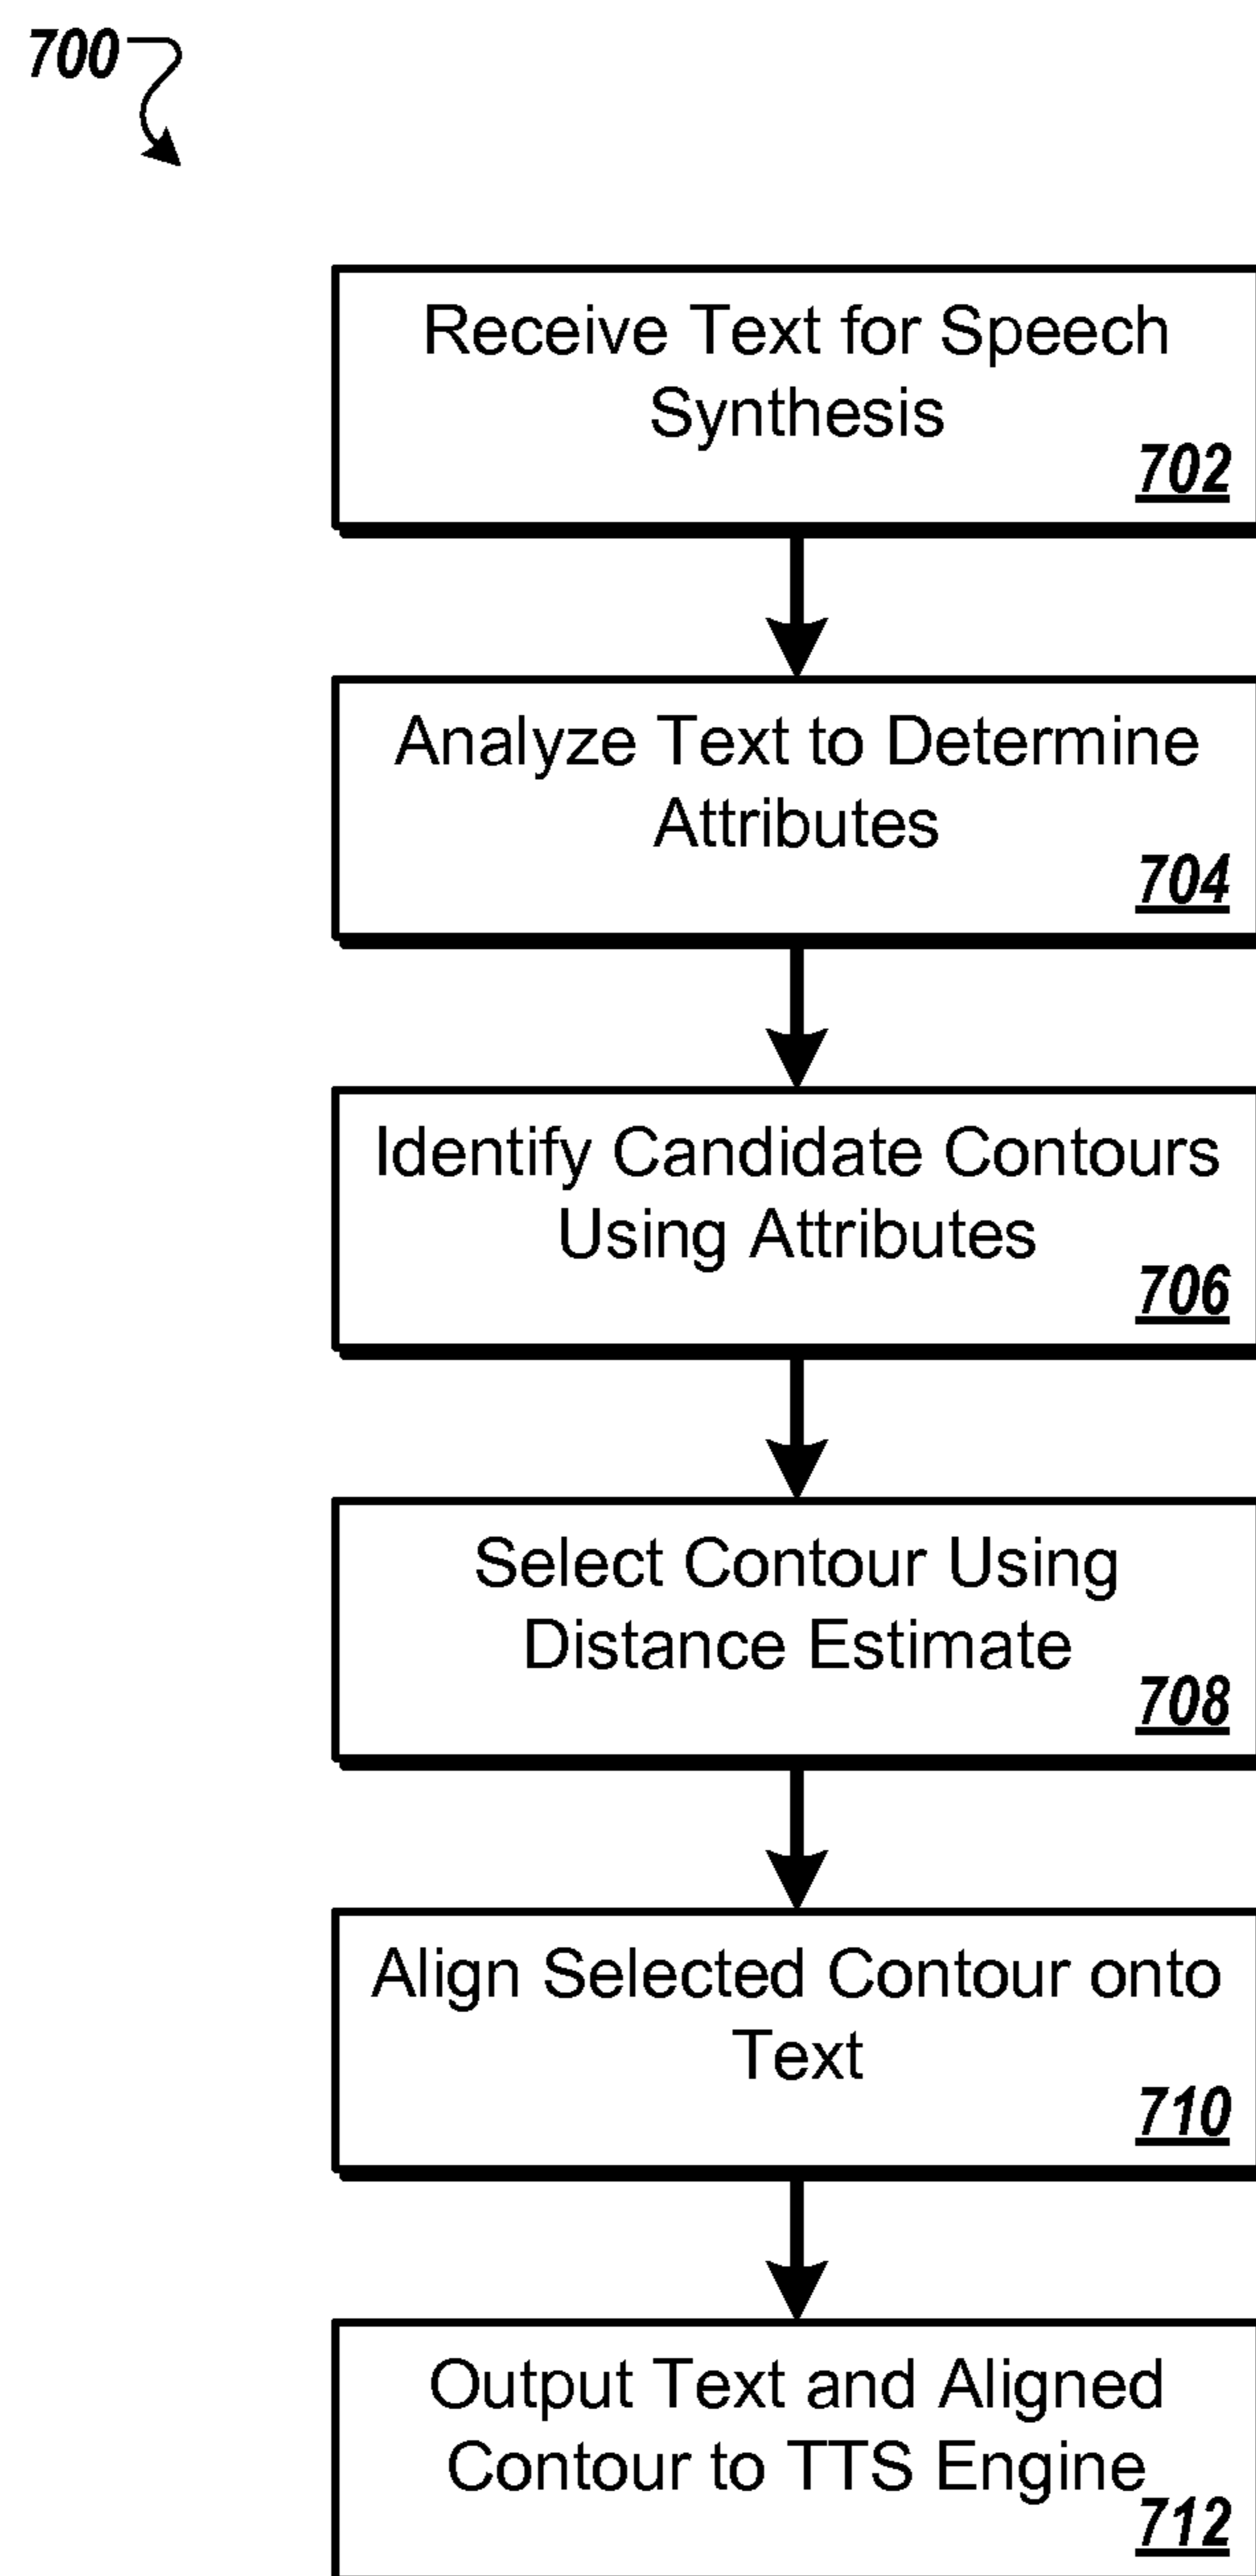 700
Receive Text for Speech
Synthesis
702
Analyze Text to Determine
Attributes
704
Identify Candidate Contours
Using Attributes
706
Select Contour Using
Distance Estimate
708
Align Selected Contour onto
Text
710
Output Text and Aligned
Contour to TTS Engine
712